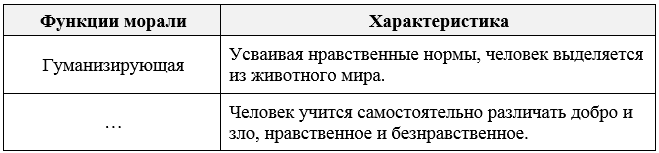 Функции морали Характеристика
Гуманизирующая Усваивая нравственные нормы, человек выделяется
из животного мира.
… Человек учится самостоятельно различать добро и
зло, нравственное и безнравственное.